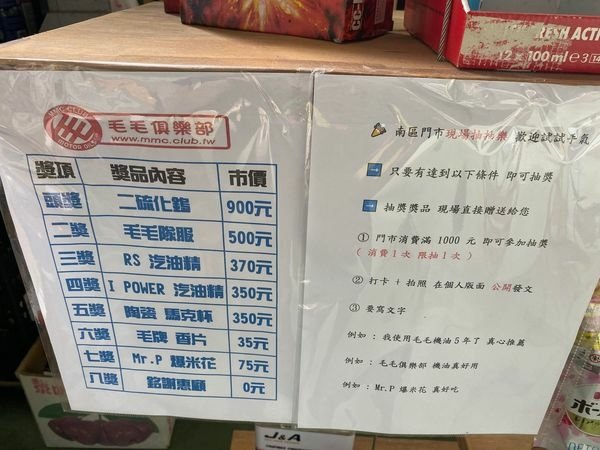 RESH ACTI
12 x 100ml e 3
MMC CLUB
MOTOR OIL
毛毛俱樂部
www.mmc.club.tw
獎項 獎品內容 市價
頭獎 二硫化鎢 900元
二獎 毛毛除服 500元
三獎 RS 汽油精 370元
四獎 I POWER 汽油精 350元
五獎 陶瓷 馬克杯 350元
六獎 毛牌 香片 35元
七獎 Mr.P 爆米花 75元
八獎 銘謝惠顧 0元
南區門市現場抽抽樂 歡迎試試手氣
只要有達到以下條件 即可抽獎
抽獎獎品 現場直接贈送給您
① 門市消費滿 1000 元 即可參加抽獎
( 消費 1 次 限抽 1 次 )
② 打卡 + 拍照 在個人版面 公開發文
③ 要寫文字
例如 : 我使用毛毛機油 5 年了 真心推薦
例如 : 毛毛俱樂部 機油真好用
例如 : Mr.P 爆米花 真好吃
J&A